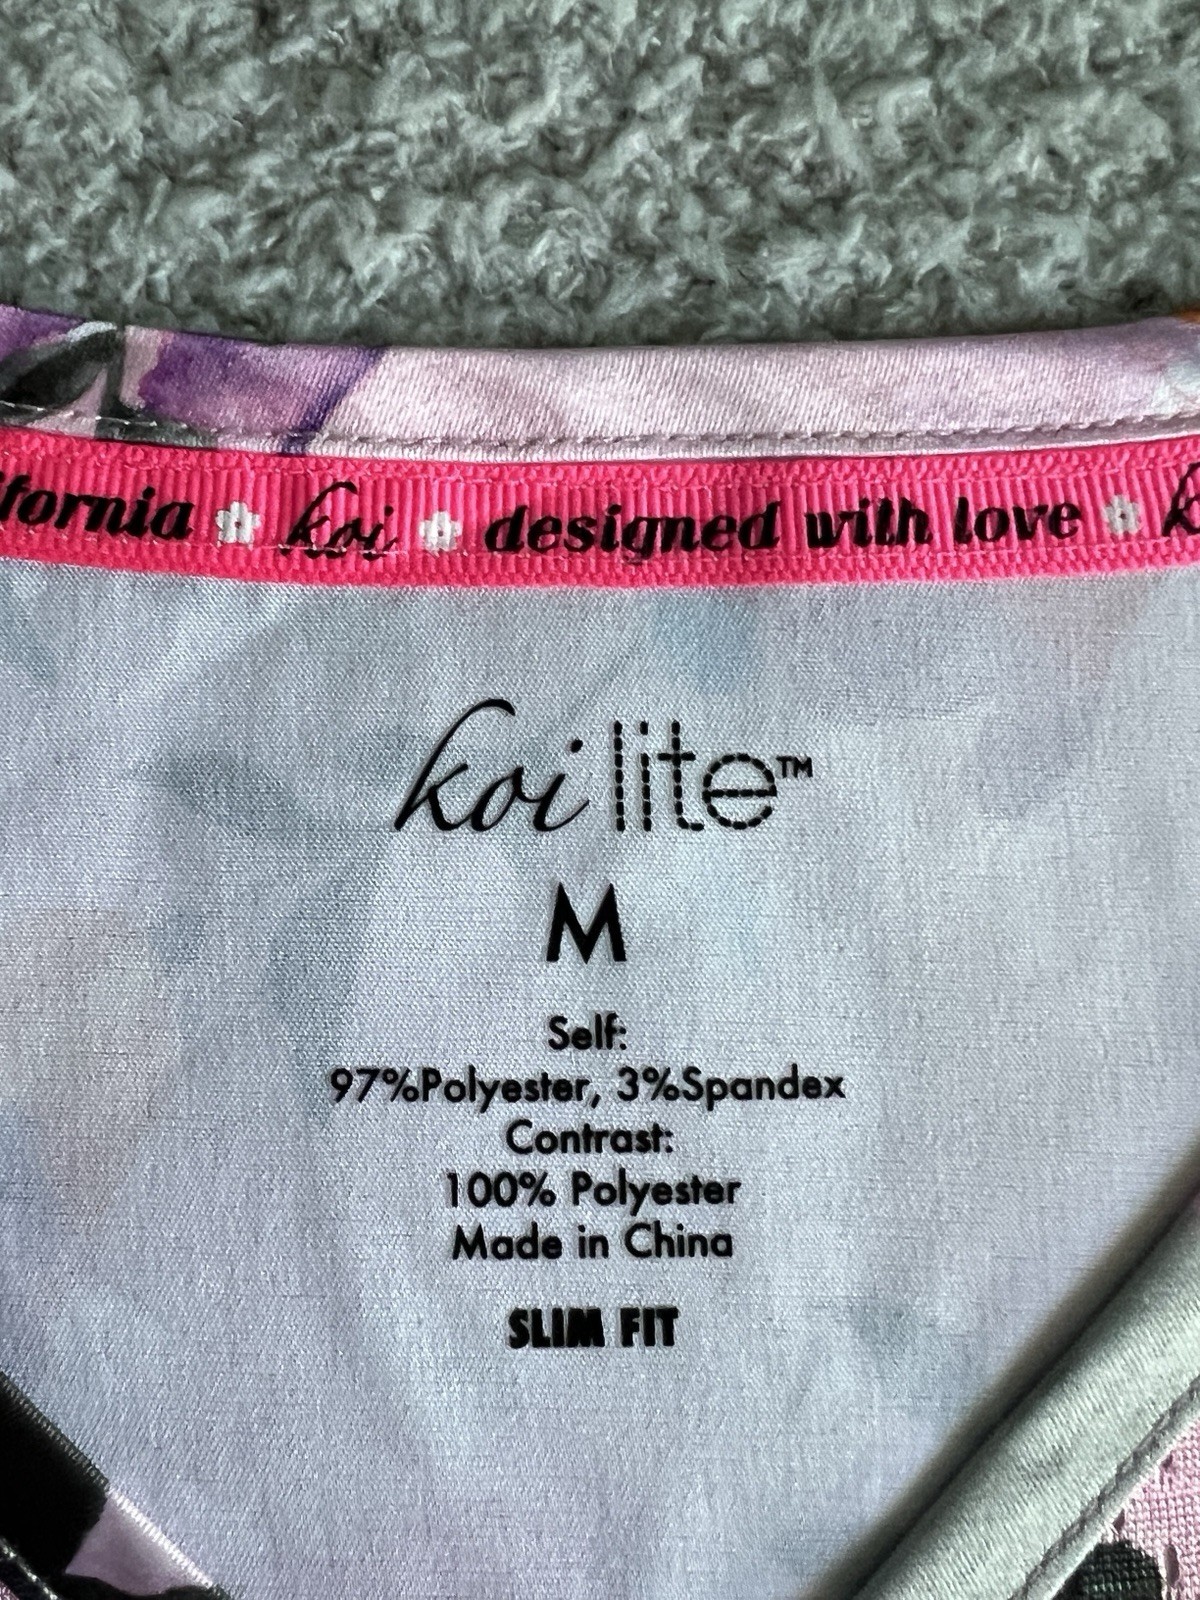 ifornia koi designed with love k
koi lite™
M
Self:
97%Polyester, 3%Spandex
Contrast:
100% Polyester
Made in China
SLIM FIT